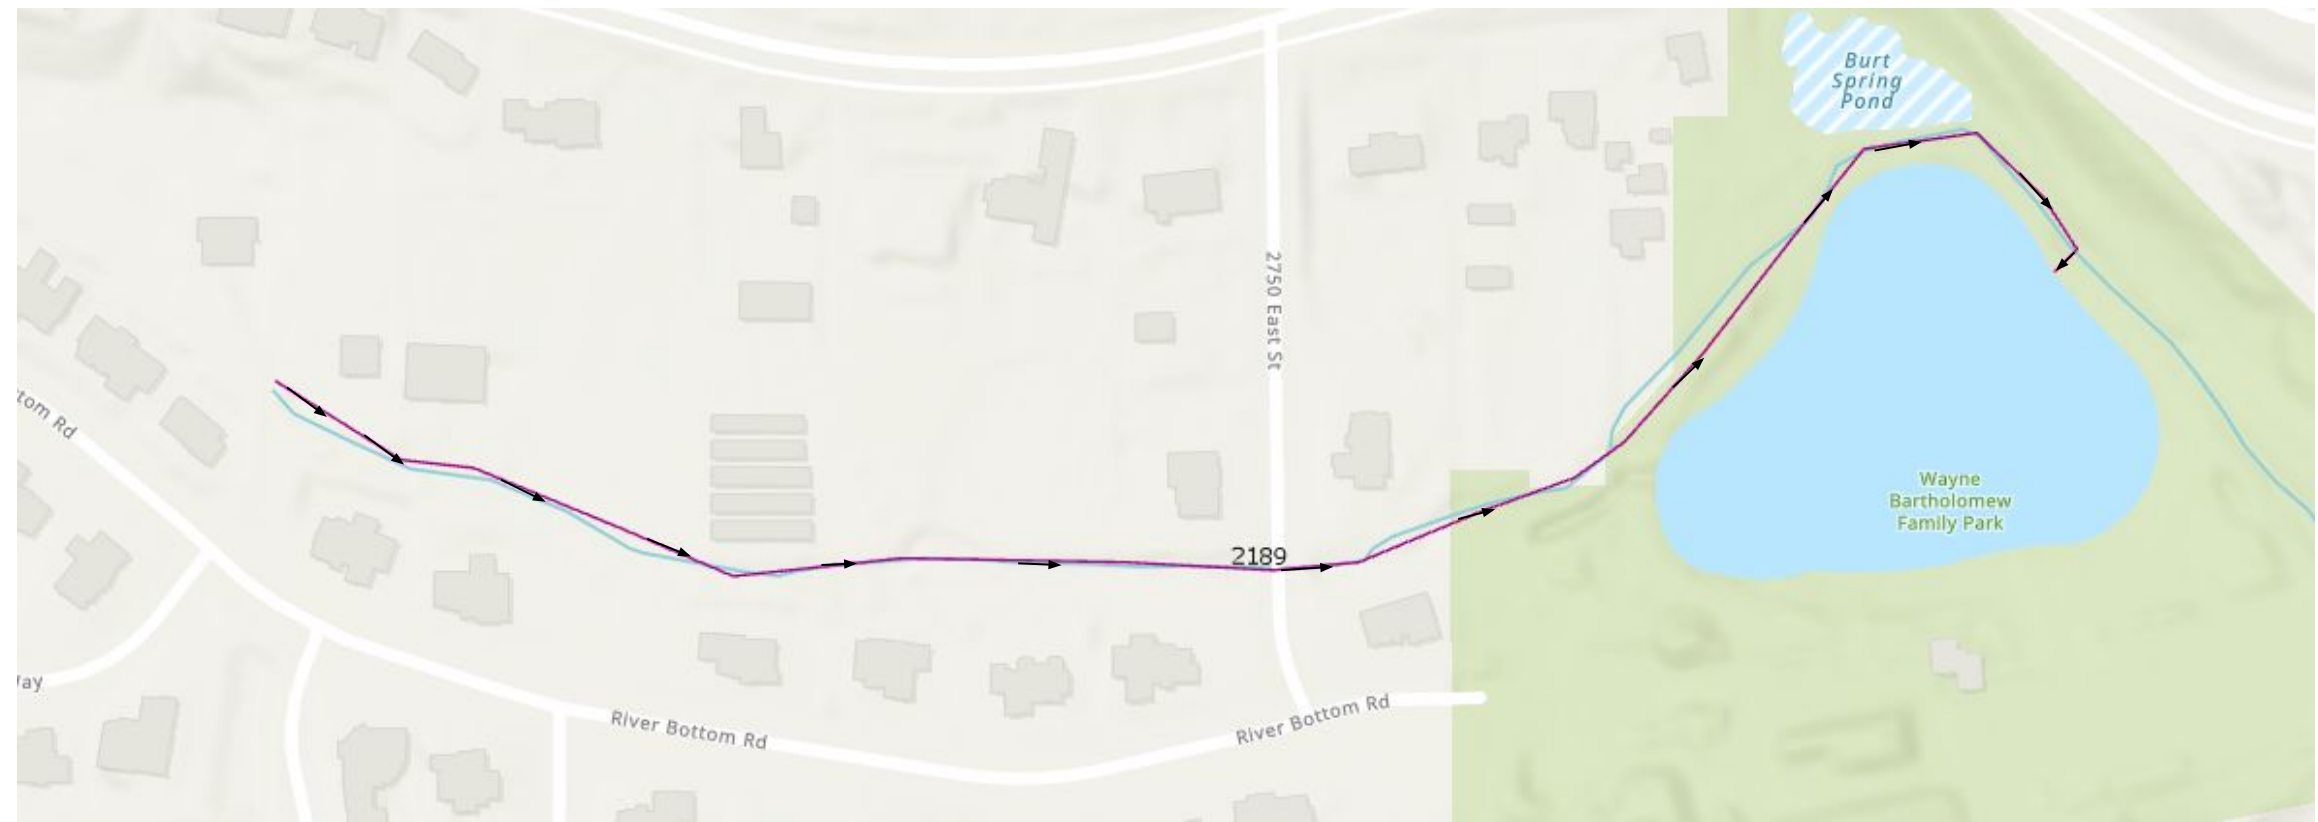 Burt
Spring
Pond
2750 East St
tom Rd
Wayne
Bartholomew
Family Park
2189
ay
River Bottom Rd
River Bottom Rd